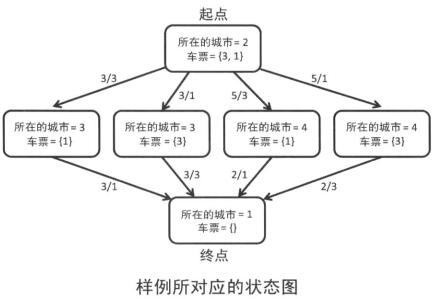 起点
所在的城市 = 2
车票 = {3, 1}
3/3
3/1
5/3
5/1
所在的城市 = 3
车票 = {1}
所在的城市 = 3
车票 = {3}
所在的城市 = 4
车票 = {1}
所在的城市 = 4
车票 = {3}
3/1
3/3
2/1
2/3
所在的城市 = 1
车票 = {}
终点
样例所对应的状态图